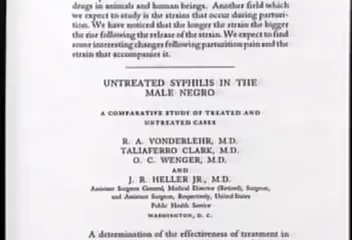 drugs in animals and human beings. Another field which
we expect to study is the strains that occur during parturi-
tion. We have noticed that the longer the strain the bigger
the rise following the release of the strain. We expect to find
some interesting changes following parturition pain and the
strain that accompanies it.
UNTREATED SYPHILIS IN THE
MALE NEGRO
A COMPARATIVE STUDY OF TREATED AND
UNTREATED CASES
R. A. VONDERLEHR, M.D.
TALIAFERRO CLARK, M.D.
O. C. WENGER, M.D.
AND
J. R. HELLER JR., M.D.
Assistant Surgeon General, Medical Director (Retired), Surgeon,
and Assistant Surgeon, Respectively, United States
Public Health Service
WASHINGTON, D. C.
A determination of the effectiveness of treatment in